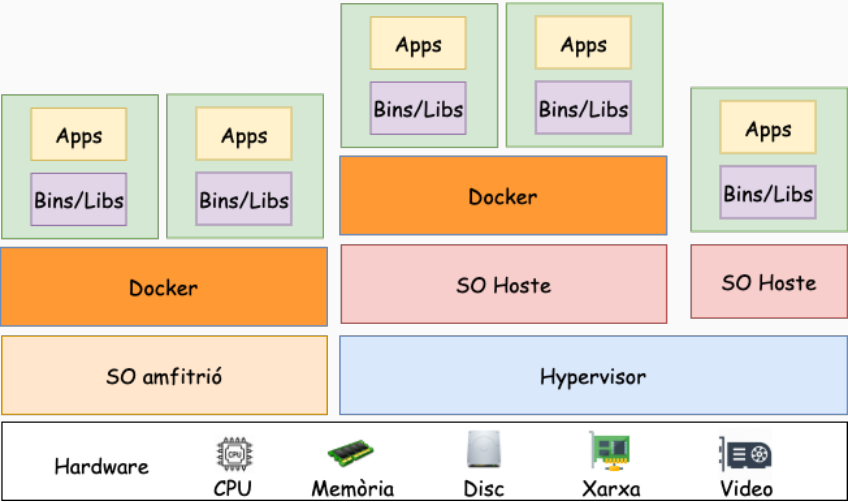 Apps
Apps
Bins/Libs
Bins/Libs
Apps
Apps
Apps
Bins/Libs
Bins/Libs
Bins/Libs
Docker
Docker
SO Hoste
SO Hoste
SO amfitrió
Hypervisor
Hardware
CPU
CPU
Memòria
Disc
Xarxa
Video